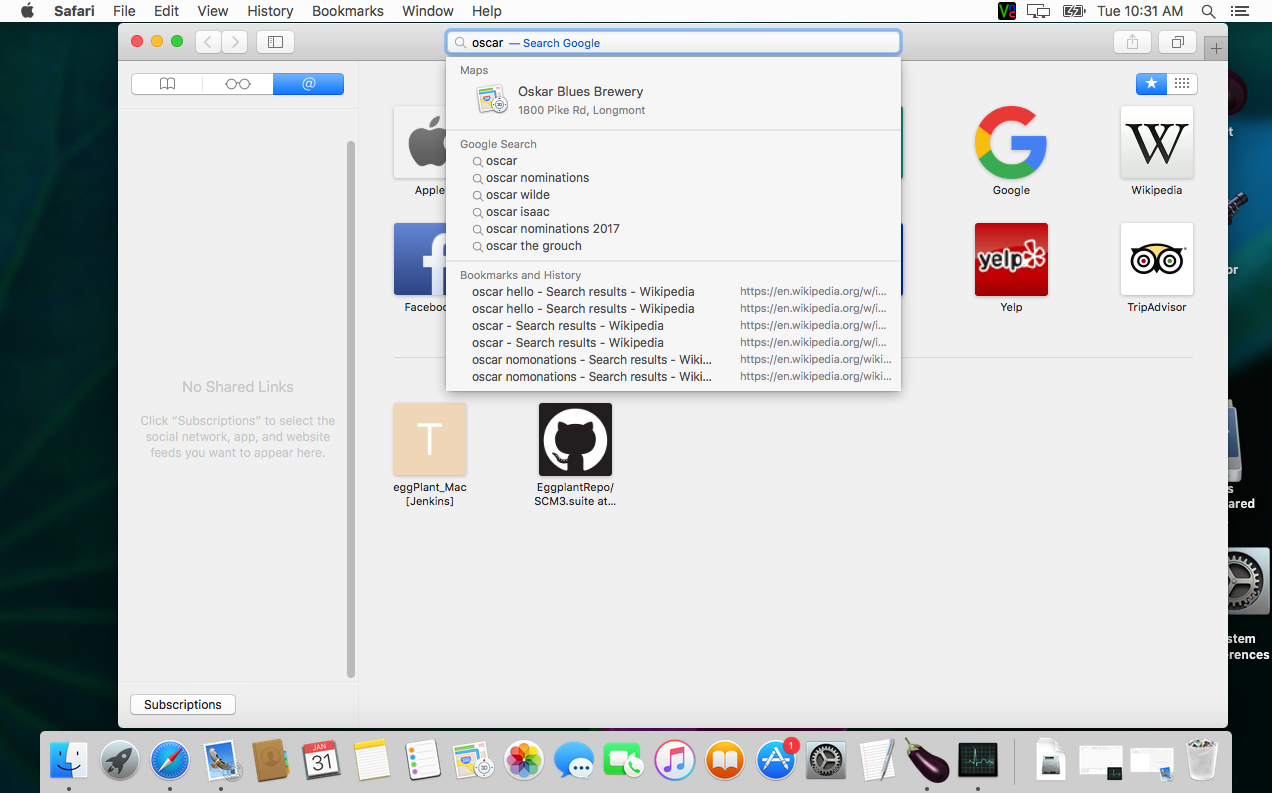 Safari File Edit View History Bookmarks Window Help Tue 10:31 AM
oscar — Search Google
Maps
Oskar Blues Brewery
1800 Pike Rd, Longmont
Google Search
oscar
oscar nominations
oscar wilde
oscar isaac
oscar nominations 2017
oscar the grouch
Bookmarks and History
oscar hello - Search results - Wikipedia https://en.wikipedia.org/w/i...
oscar hello - Search results - Wikipedia https://en.wikipedia.org/w/i...
oscar - Search results - Wikipedia https://en.wikipedia.org/w/i...
oscar - Search results - Wikipedia https://en.wikipedia.org/w/i...
oscar nomonations - Search results - Wiki... https://en.wikipedia.org/wiki...
oscar nomonations - Search results - Wiki... https://en.wikipedia.org/wiki...
@
Apple
Google
W
Wikipedia
f
Facebo
yelp
Yelp
TripAdvisor
No Shared Links
Click “Subscriptions” to select the
social network, app, and website
feeds you want to appear here.
T
eggPlant_Mac
[Jenkins]
EggplantRepo/
SCM3.suite at...
Subscriptions
t
or
s
ared
stem
rences
JAN
31
3D
1